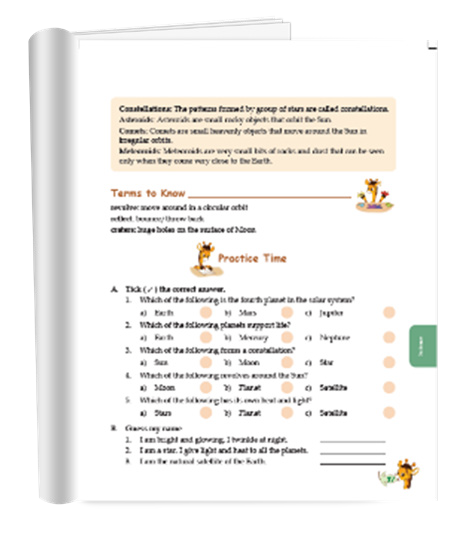 Constellations: The patterns formed by group of stars are called constellations.
Asteroids: Asteroids are small rocky objects that orbit the Sun.
Comets: Comets are small heavenly objects that move around the Sun in
irregular orbits.
Meteoroids: Meteoroids are very small bits of rocks and dust that can be seen
only when they come very close to the Earth.
Terms to Know
revolve: move around in a circular orbit
reflect: bounce/throw back
craters: huge holes on the surface of Moon
Practice Time
A. Tick (✓) the correct answer.
1. Which of the following is the fourth planet in the solar system?
a) Earth b) Mars c) Jupiter
2. Which of the following planets support life?
a) Earth b) Mercury c) Neptune
3. Which of the following forms a constellation?
a) Sun b) Moon c) Star
4. Which of the following revolves around the Sun?
a) Moon b) Planet c) Satellite
5. Which of the following has its own heat and light?
a) Stars b) Planet c) Satellite
B. Guess my name
1. I am bright and glowing, I twinkle at night.
2. I am a star. I give light and heat to all the planets.
3. I am the natural satellite of the Earth.